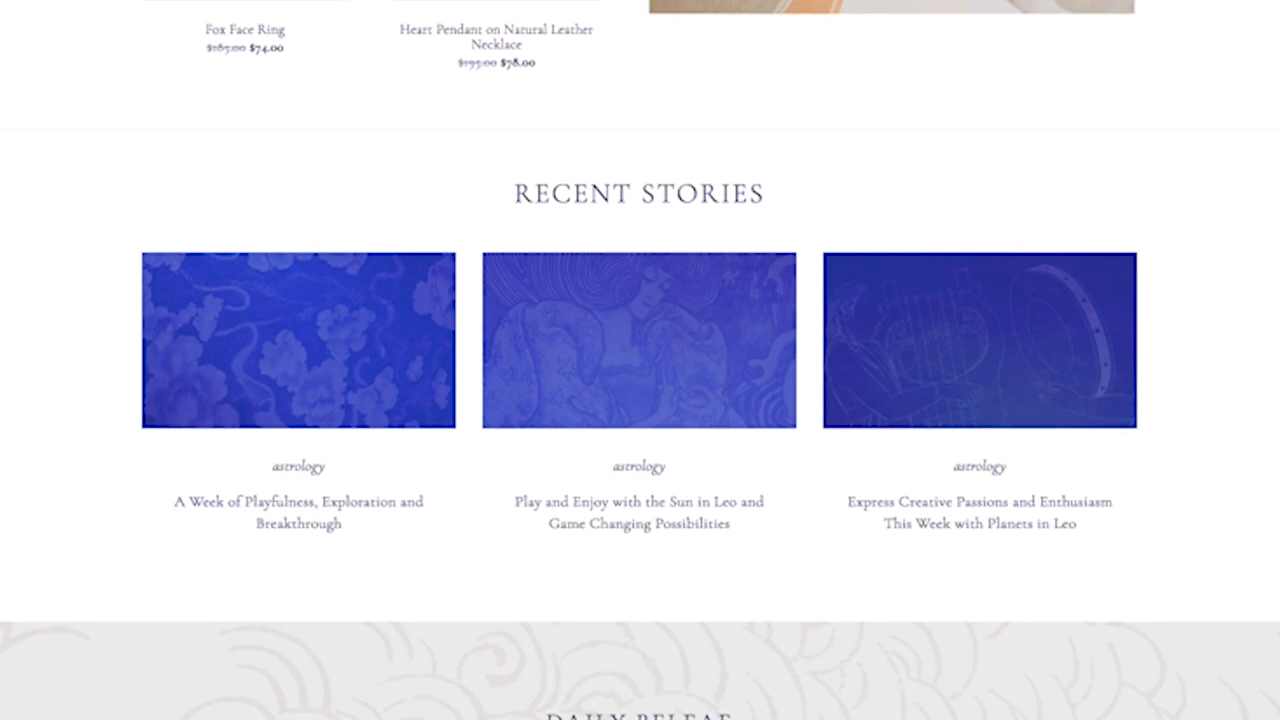 Fox Face Ring
$185.00 $74.00
Heart Pendant on Natural Leather
Necklace
$195.00 $78.00
RECENT STORIES
astrology
A Week of Playfulness, Exploration and
Breakthrough
astrology
Play and Enjoy with the Sun in Leo and
Game Changing Possibilities
astrology
Express Creative Passions and Enthusiasm
This Week with Planets in Leo
DAILY RELEAF